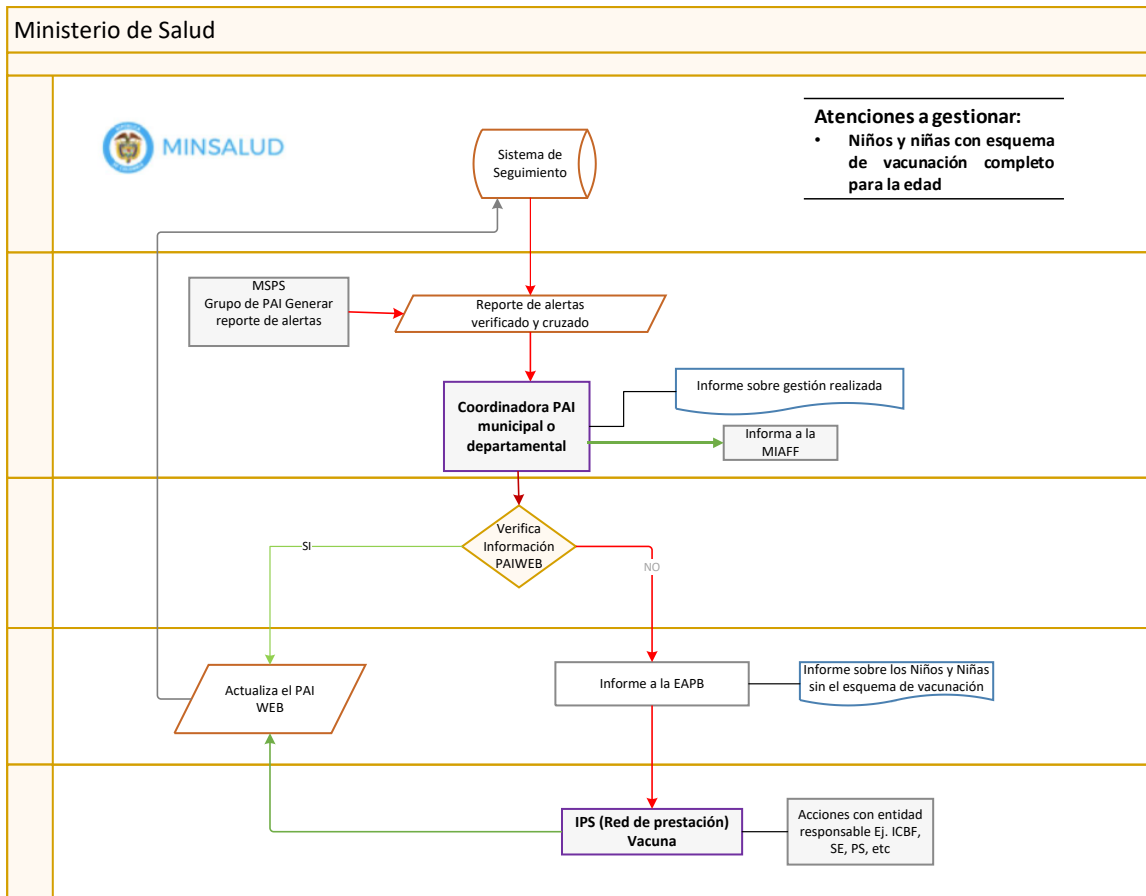 Ministerio de Salud
MINSALUD
Atenciones a gestionar:
• Niños y niñas con esquema
de vacunación completo
para la edad
Sistema de
Seguimiento
MSPS
Grupo de PAI Generar
reporte de alertas
Reporte de alertas
verificado y cruzado
Informe sobre gestión realizada
Coordinadora PAI
municipal o
departamental
Informa a la
MIAFF
Verifica
Información
PAIWEB
SI
NO
Actualiza el PAI
WEB
Informe a la EAPB
Informe sobre los Niños y Niñas
sin el esquema de vacunación
IPS (Red de prestación)
Vacuna
Acciones con entidad
responsable Ej. ICBF,
SE, PS, etc